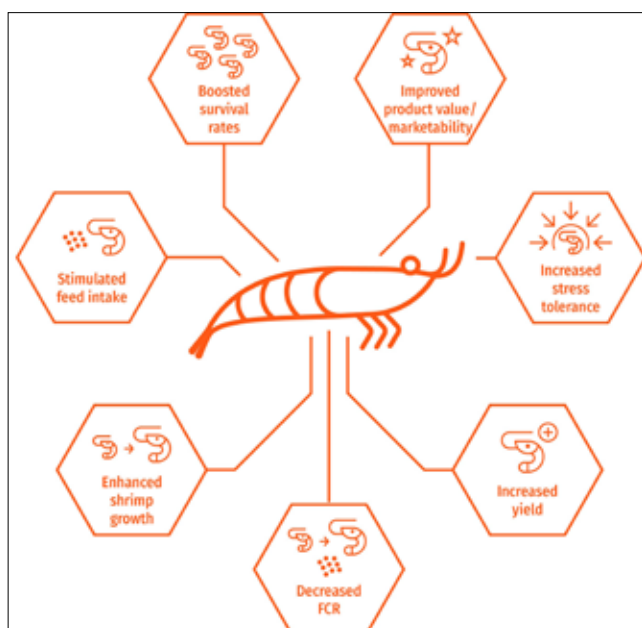 Boosted
survival
rates
Improved
product value/
marketability
Stimulated
feed intake
Increased
stress
tolerance
Enhanced
shrimp
growth
Increased
yield
Decreased
FCR